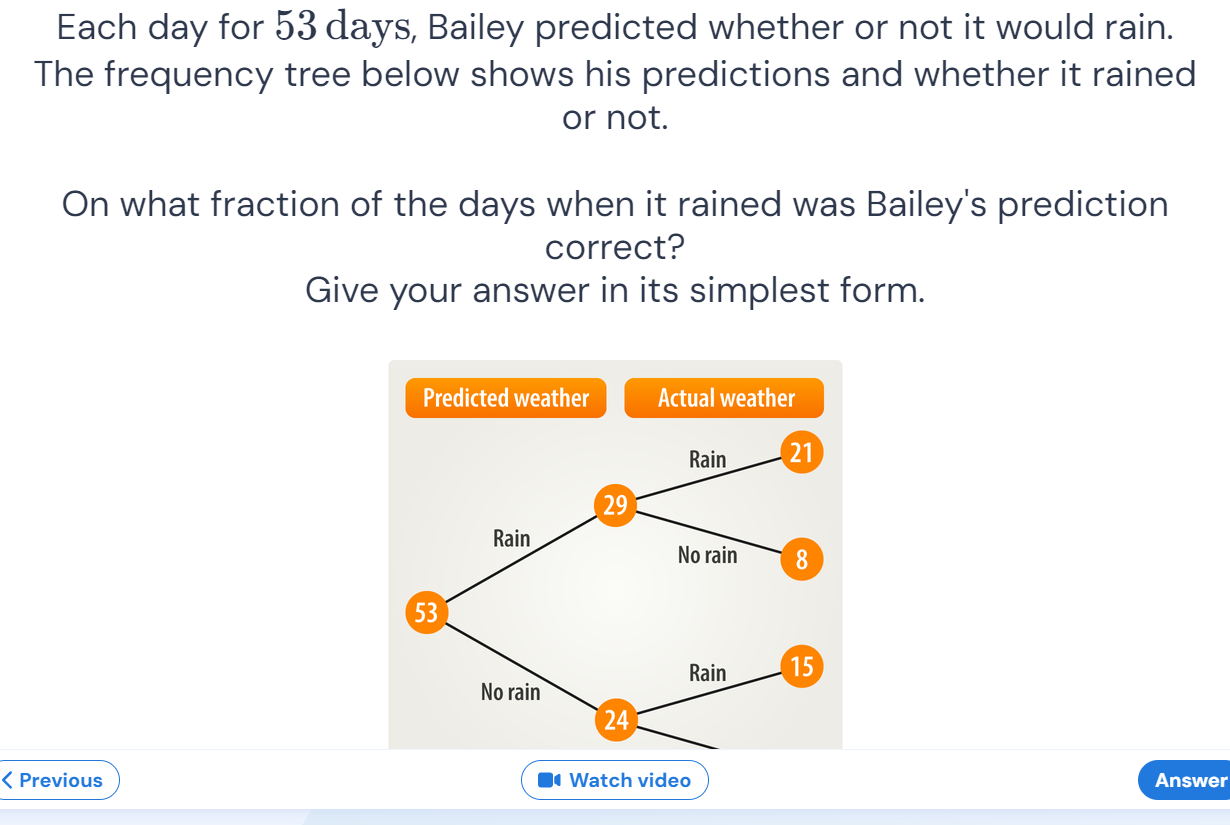 Each day for 53 days, Bailey predicted whether or not it would rain.
The frequency tree below shows his predictions and whether it rained
or not.
On what fraction of the days when it rained was Bailey's prediction
correct?
Give your answer in its simplest form.
Predicted weather Actual weather
Rain 21
29
Rain
No rain 8
53
Rain 15
No rain
24
Previous Watch video Answer